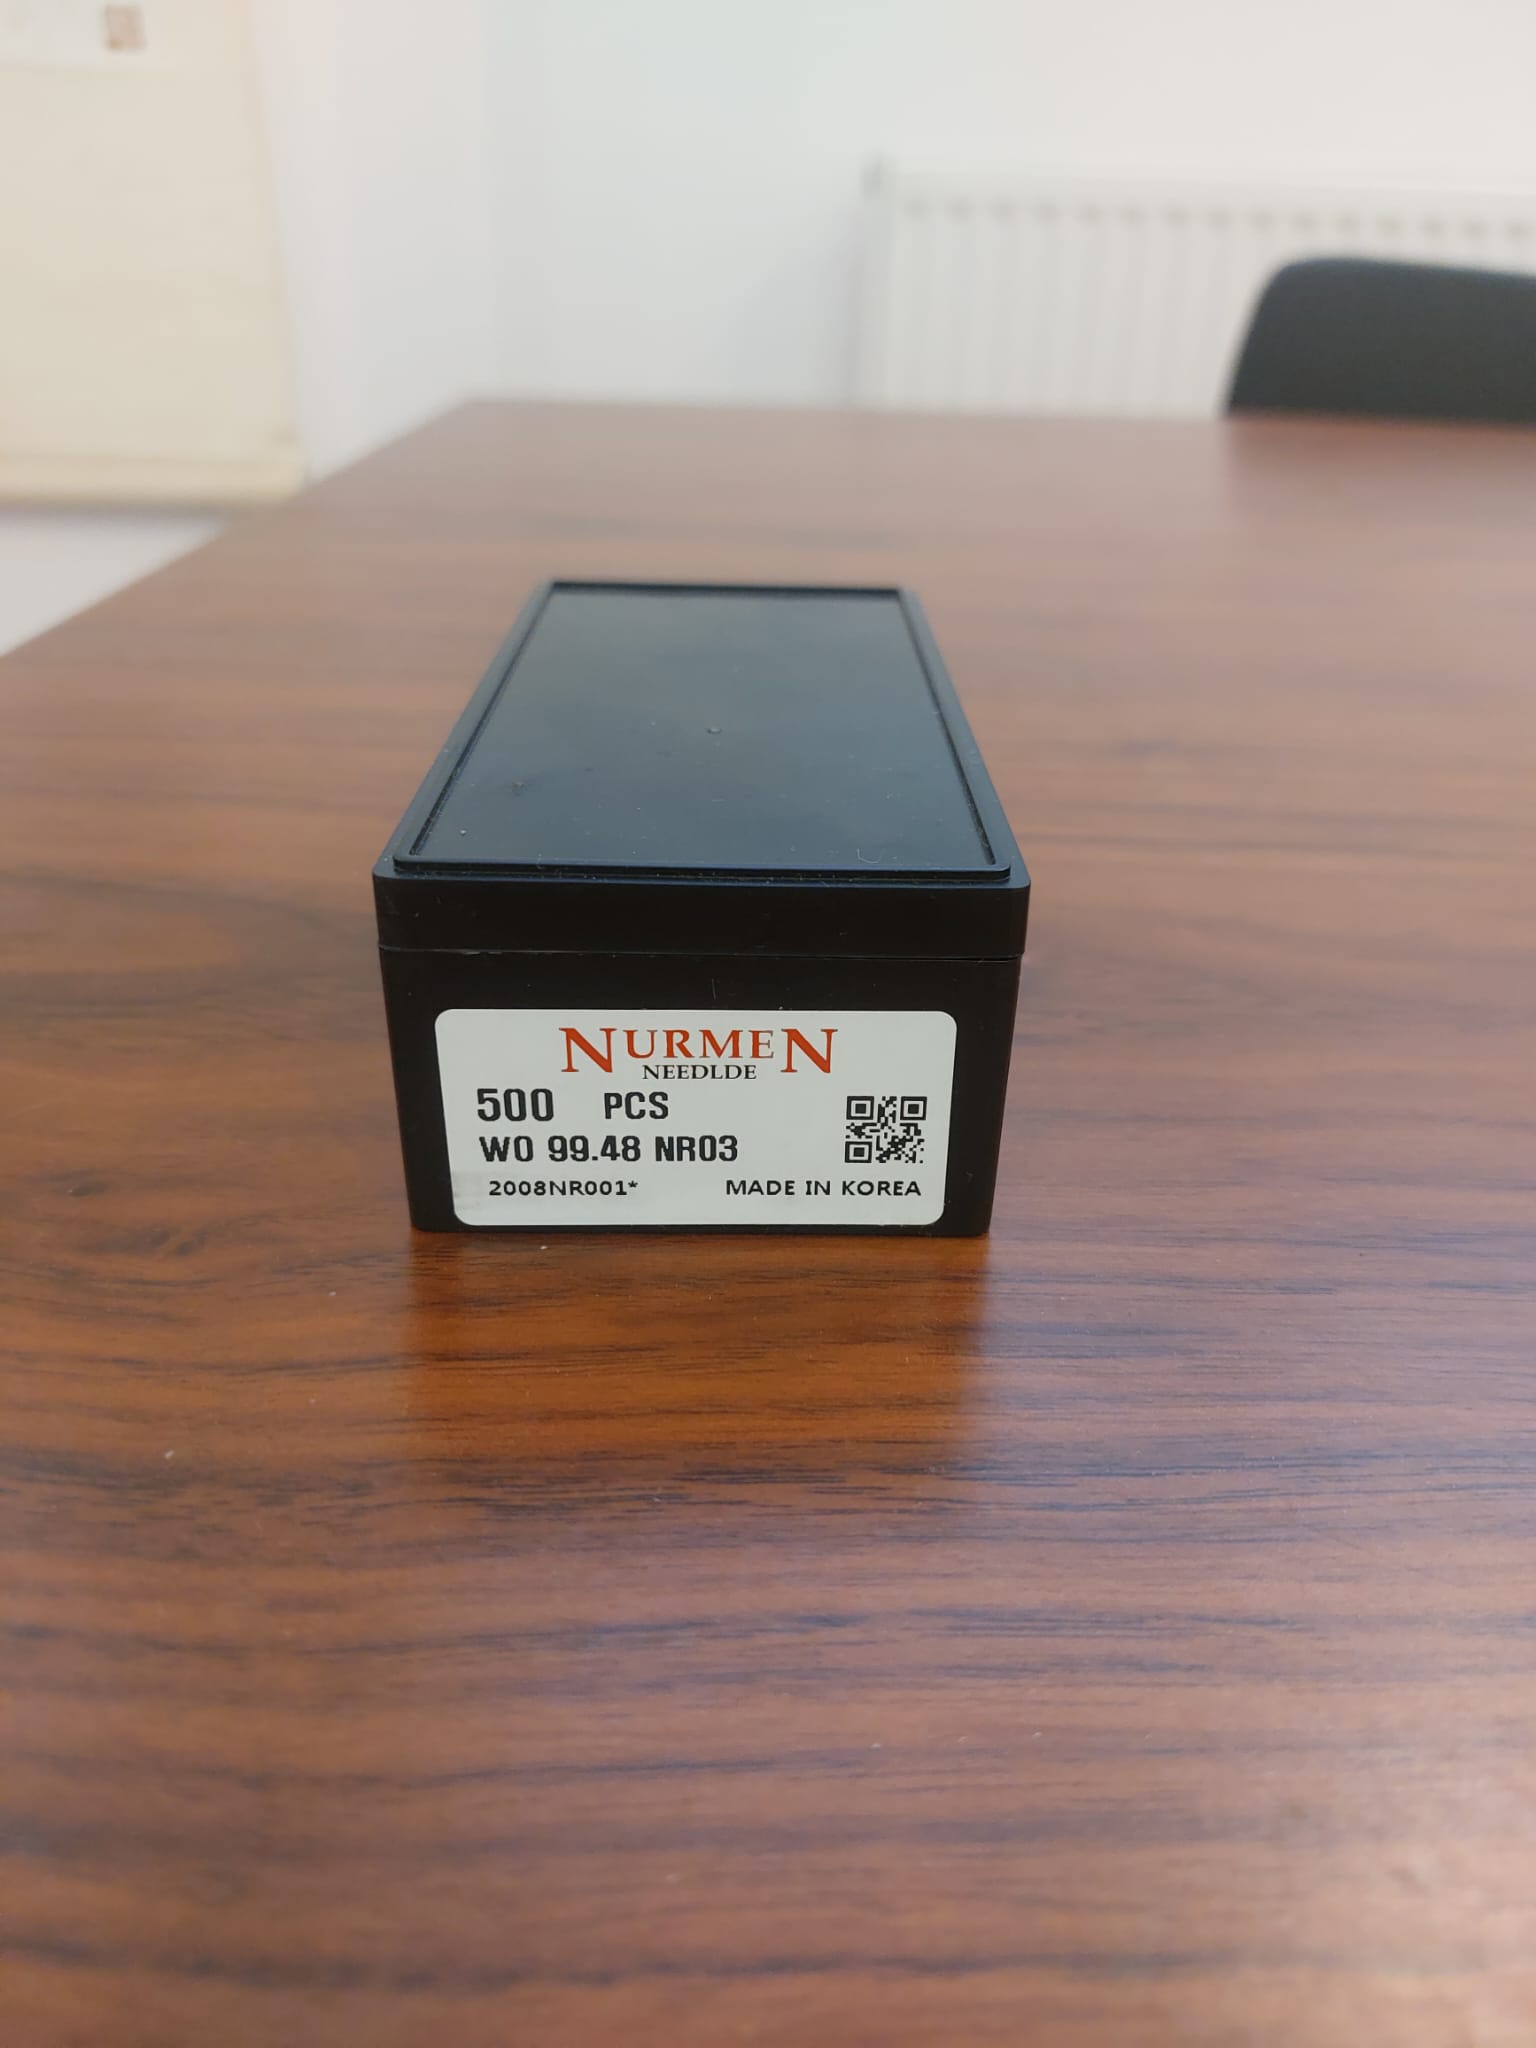 NURMEN
NEEDLDE
500 PCS
WO 99.48 NR03
2008NR001* MADE IN KOREA